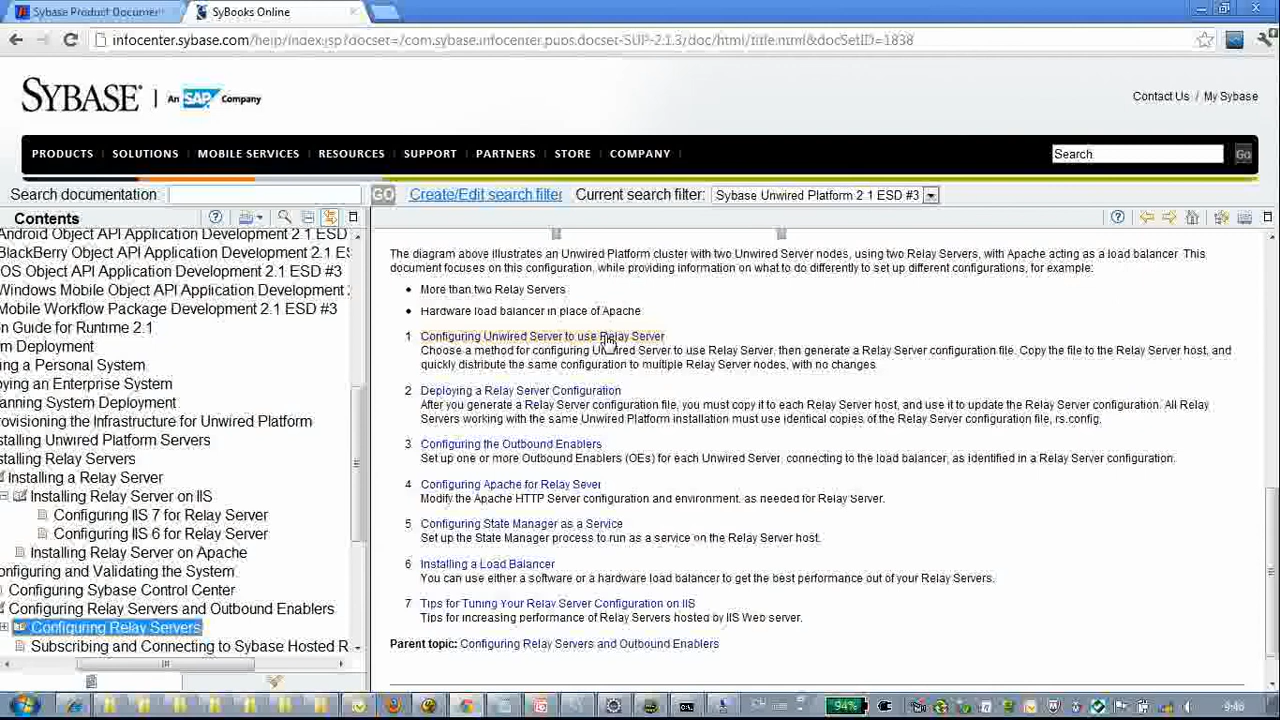 Sybase Product Document
SyBooks Online
infocenter.sybase.com/help/index.jsp/docset=/com.sybase.infocenter.pubs.docset-SUP-2.1.3/doc/html/title.html&docSetID=1838
SYBASE® | An SAP Company
Contact Us / My Sybase
PRODUCTS SOLUTIONS MOBILE SERVICES RESOURCES SUPPORT PARTNERS STORE COMPANY
Search Go
Search documentation: GO Create/Edit search filter Current search filter: Sybase Unwired Platform 2.1 ESD #3
Contents
Android Object API Application Development 2.1 ESD
BlackBerry Object API Application Development 2.1 ES
OS Object API Application Development 2.1 ESD #3
Windows Mobile Object API Application Development 2.1
Mobile Workflow Package Development 2.1 ESD #3
on Guide for Runtime 2.1
em Deployment
ing a Personal System
oying an Enterprise System
anning System Deployment
rovisioning the Infrastructure for Unwired Platform
stalling Unwired Platform Servers
stalling Relay Servers
Installing a Relay Server
Installing Relay Server on IIS
Configuring IIS 7 for Relay Server
Configuring IIS 6 for Relay Server
Installing Relay Server on Apache
onfiguring and Validating the System
Configuring Sybase Control Center
Configuring Relay Servers and Outbound Enablers
Configuring Relay Servers
Subscribing and Connecting to Sybase Hosted R
The diagram above illustrates an Unwired Platform cluster with two Unwired Server nodes, using two Relay Servers, with Apache acting as a load balancer. This
document focuses on this configuration, while providing information on what to do differently to set up different configurations, for example:
• More than two Relay Servers
• Hardware load balancer in place of Apache
1 Configuring Unwired Server to use Relay Server
Choose a method for configuring Unwired Server to use Relay Server, then generate a Relay Server configuration file. Copy the file to the Relay Server host, and
quickly distribute the same configuration to multiple Relay Server nodes, with no changes.
2 Deploying a Relay Server Configuration
After you generate a Relay Server configuration file, you must copy it to each Relay Server host, and use it to update the Relay Server configuration. All Relay
Servers working with the same Unwired Platform installation must use identical copies of the Relay Server configuration file, rs.config.
3 Configuring the Outbound Enablers
Set up one or more Outbound Enablers (OEs) for each Unwired Server, connecting to the load balancer, as identified in a Relay Server configuration.
4 Configuring Apache for Relay Sever
Modify the Apache HTTP Server configuration and environment, as needed for Relay Server.
5 Configuring State Manager as a Service
Set up the State Manager process to run as a service on the Relay Server host.
6 Installing a Load Balancer
You can use either a software or a hardware load balancer to get the best performance out of your Relay Servers.
7 Tips for Tuning Your Relay Server Configuration on IIS
Tips for increasing performance of Relay Servers hosted by IIS Web server.
Parent topic: Configuring Relay Servers and Outbound Enablers
94%
9:46